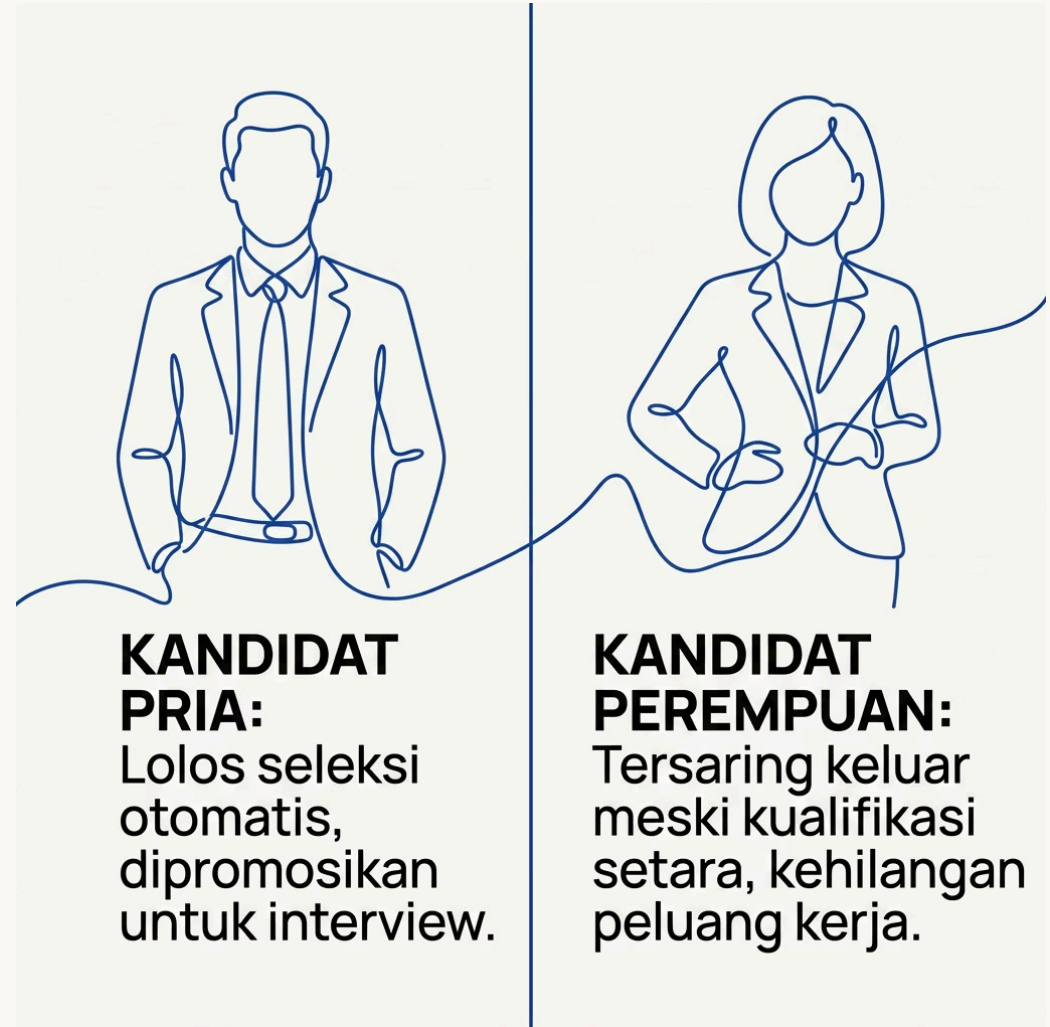 KANDIDAT
PRIA:
Lolos seleksi
otomatis,
dipromosikan
untuk interview.
KANDIDAT
PEREMPUAN:
Tersaring keluar
meski kualifikasi
setara, kehilangan
peluang kerja.